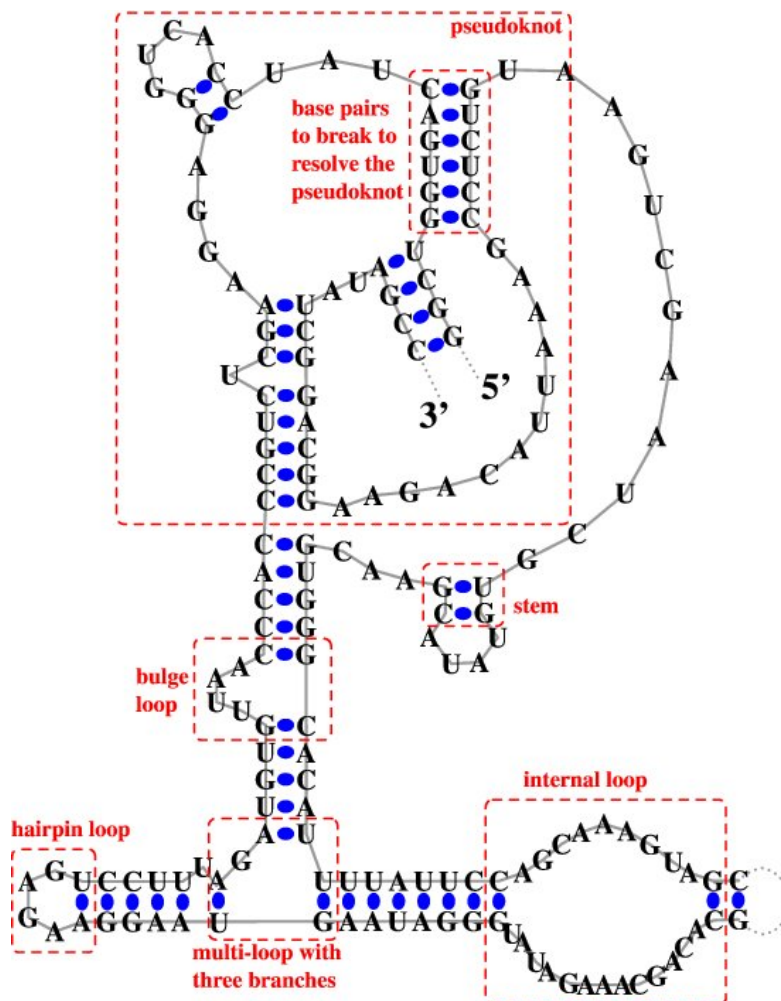 pseudoknot
U C A C C U A U C G U A A G U C G A A U C G
G G G A G G A A
base pairs
to break to
resolve the
pseudoknot
C A G U G G
G U C U C C
G A A A U U A C A G A A G
U A U A G C C
U C G G
3’
5’
A G C U C U G C C C
U C G G A C G G
C A C C C
G U G G G
C A A G C A U A U G U
stem
bulge
loop
A A U U G U G U A
C A C A U
internal loop
hairpin loop
A G U C C U U U A G A
G A A G G A A U
U U U A U U C C A G C A A A G U A G C
G A A U A G G G
multi-loop with
three branches